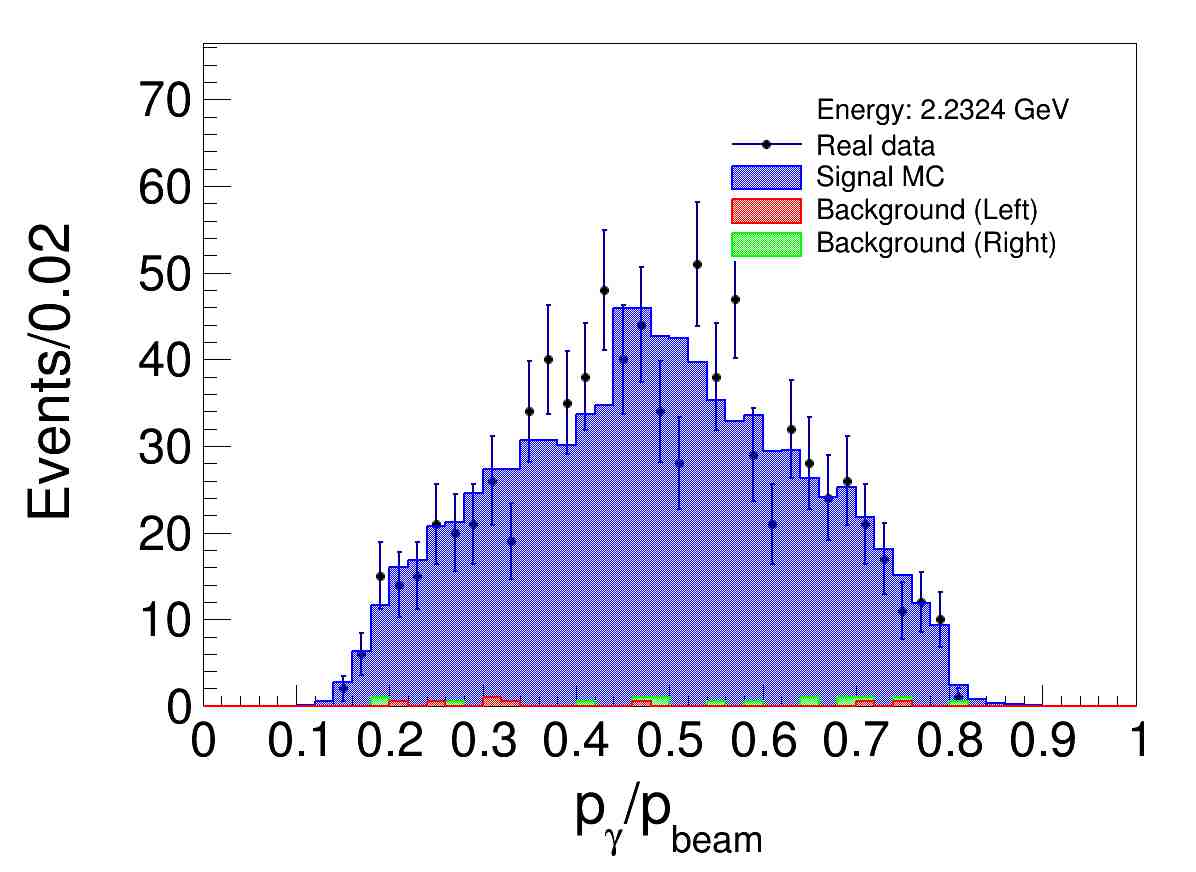 Energy: 2.2324 GeV
Real data
Signal MC
Background (Left)
Background (Right)
Events/0.02
70
60
50
40
30
20
10
0
0 0.1 0.2 0.3 0.4 0.5 0.6 0.7 0.8 0.9 1
pγ/pbeam